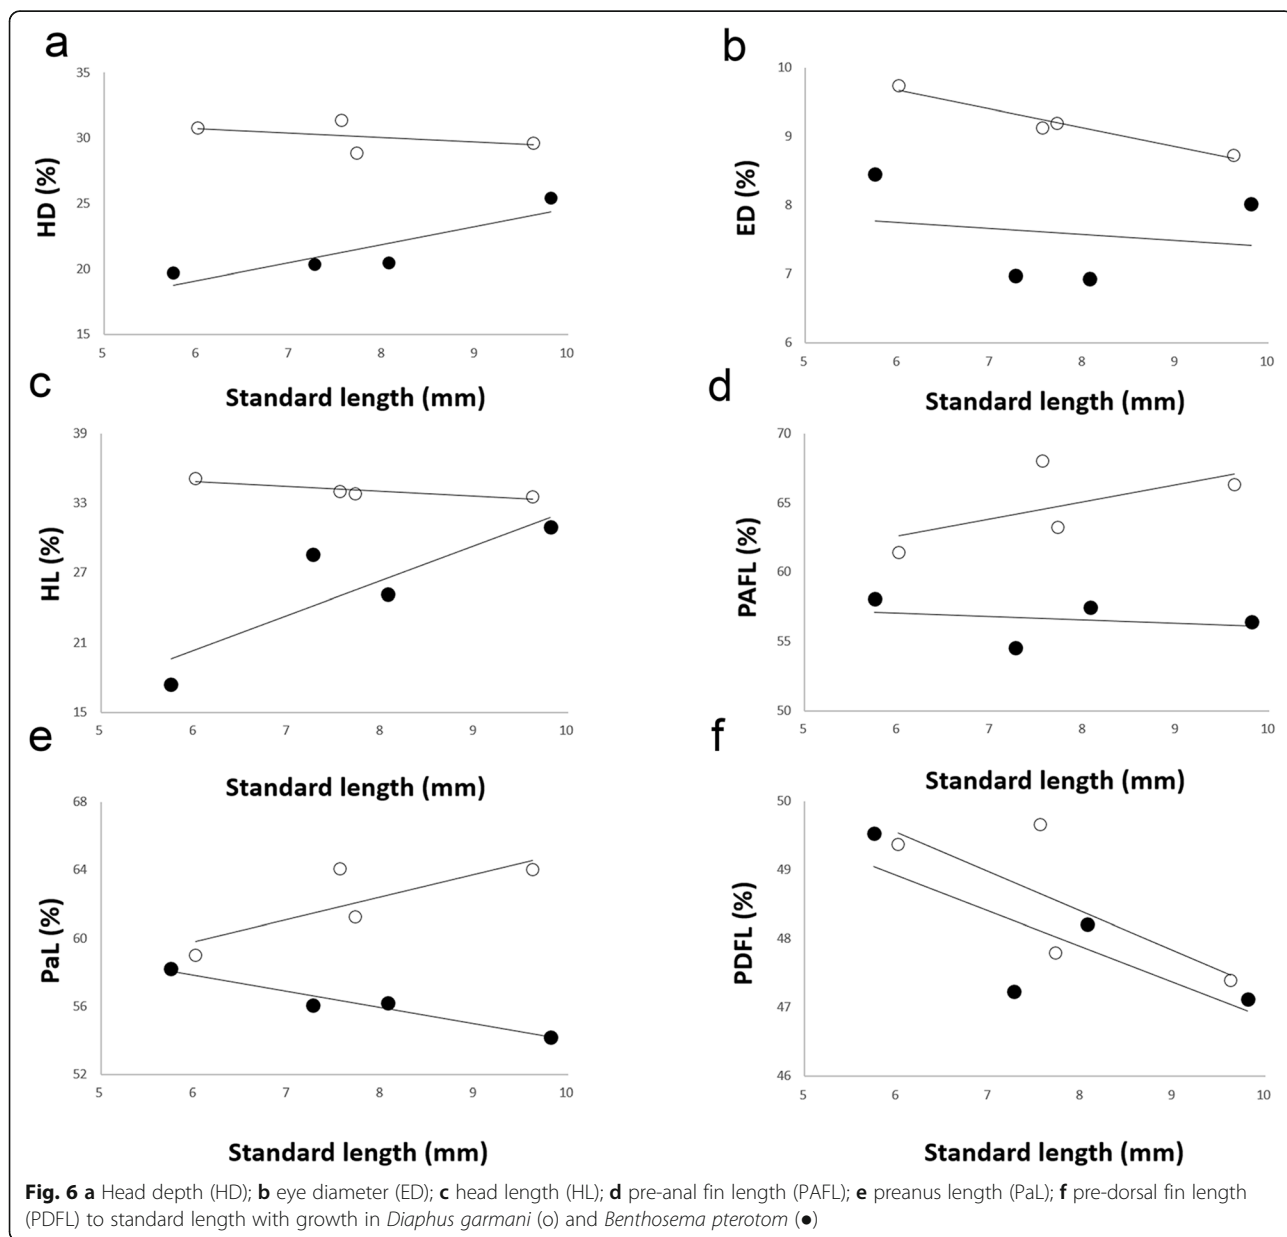 a
35
30
25
20
15
HD (%)
5 6 7 8 9 10
Standard length (mm)
b
10
9
8
7
6
ED (%)
5 6 7 8 9 10
Standard length (mm)
c
39
33
27
21
15
HL (%)
5 6 7 8 9 10
Standard length (mm)
d
70
65
60
55
50
PAFL (%)
5 6 7 8 9 10
Standard length (mm)
e
68
64
60
56
52
PaL (%)
5 6 7 8 9 10
Standard length (mm)
f
50
49
48
47
46
PDFL (%)
5 6 7 8 9 10
Standard length (mm)
Fig. 6 a Head depth (HD); b eye diameter (ED); c head length (HL); d pre-anal fin length (PAFL); e preanus length (PaL); f pre-dorsal fin length
(PDFL) to standard length with growth in Diaphus garmani (o) and Benthosema pterotom (●)